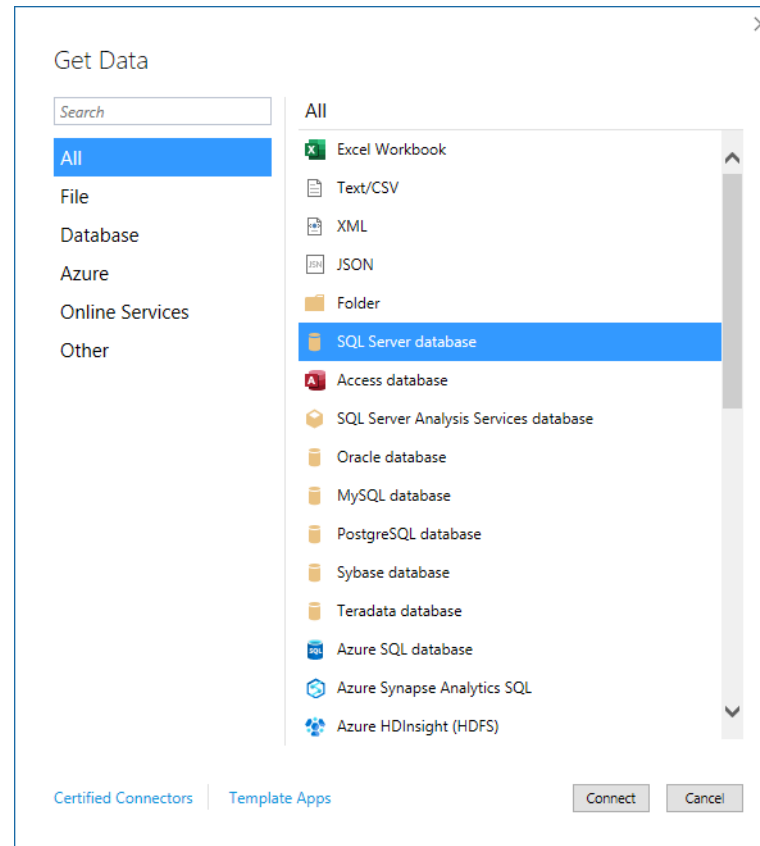 Get Data
Search
All
File
Database
Azure
Online Services
Other
All
Excel Workbook
Text/CSV
XML
JSN
JSON
Folder
SQL Server database
A
Access database
SQL Server Analysis Services database
Oracle database
MySQL database
PostgreSQL database
Sybase database
Teradata database
SQL
Azure SQL database
Azure Synapse Analytics SQL
Azure HDInsight (HDFS)
Certified Connectors
Template Apps
Connect
Cancel